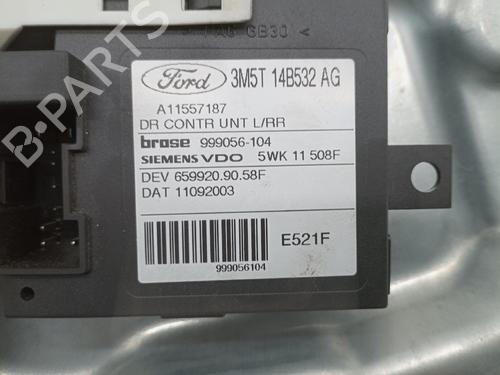 GB30 <
Ford 3M5T 14B532 AG
A11557187
DR CONTR UNT L/RR
brose 999056-104
SIEMENS VDO 5WK 11 508F
DEV 659920.90.58F
DAT 11092003
E521F
999056104
B-PARTS